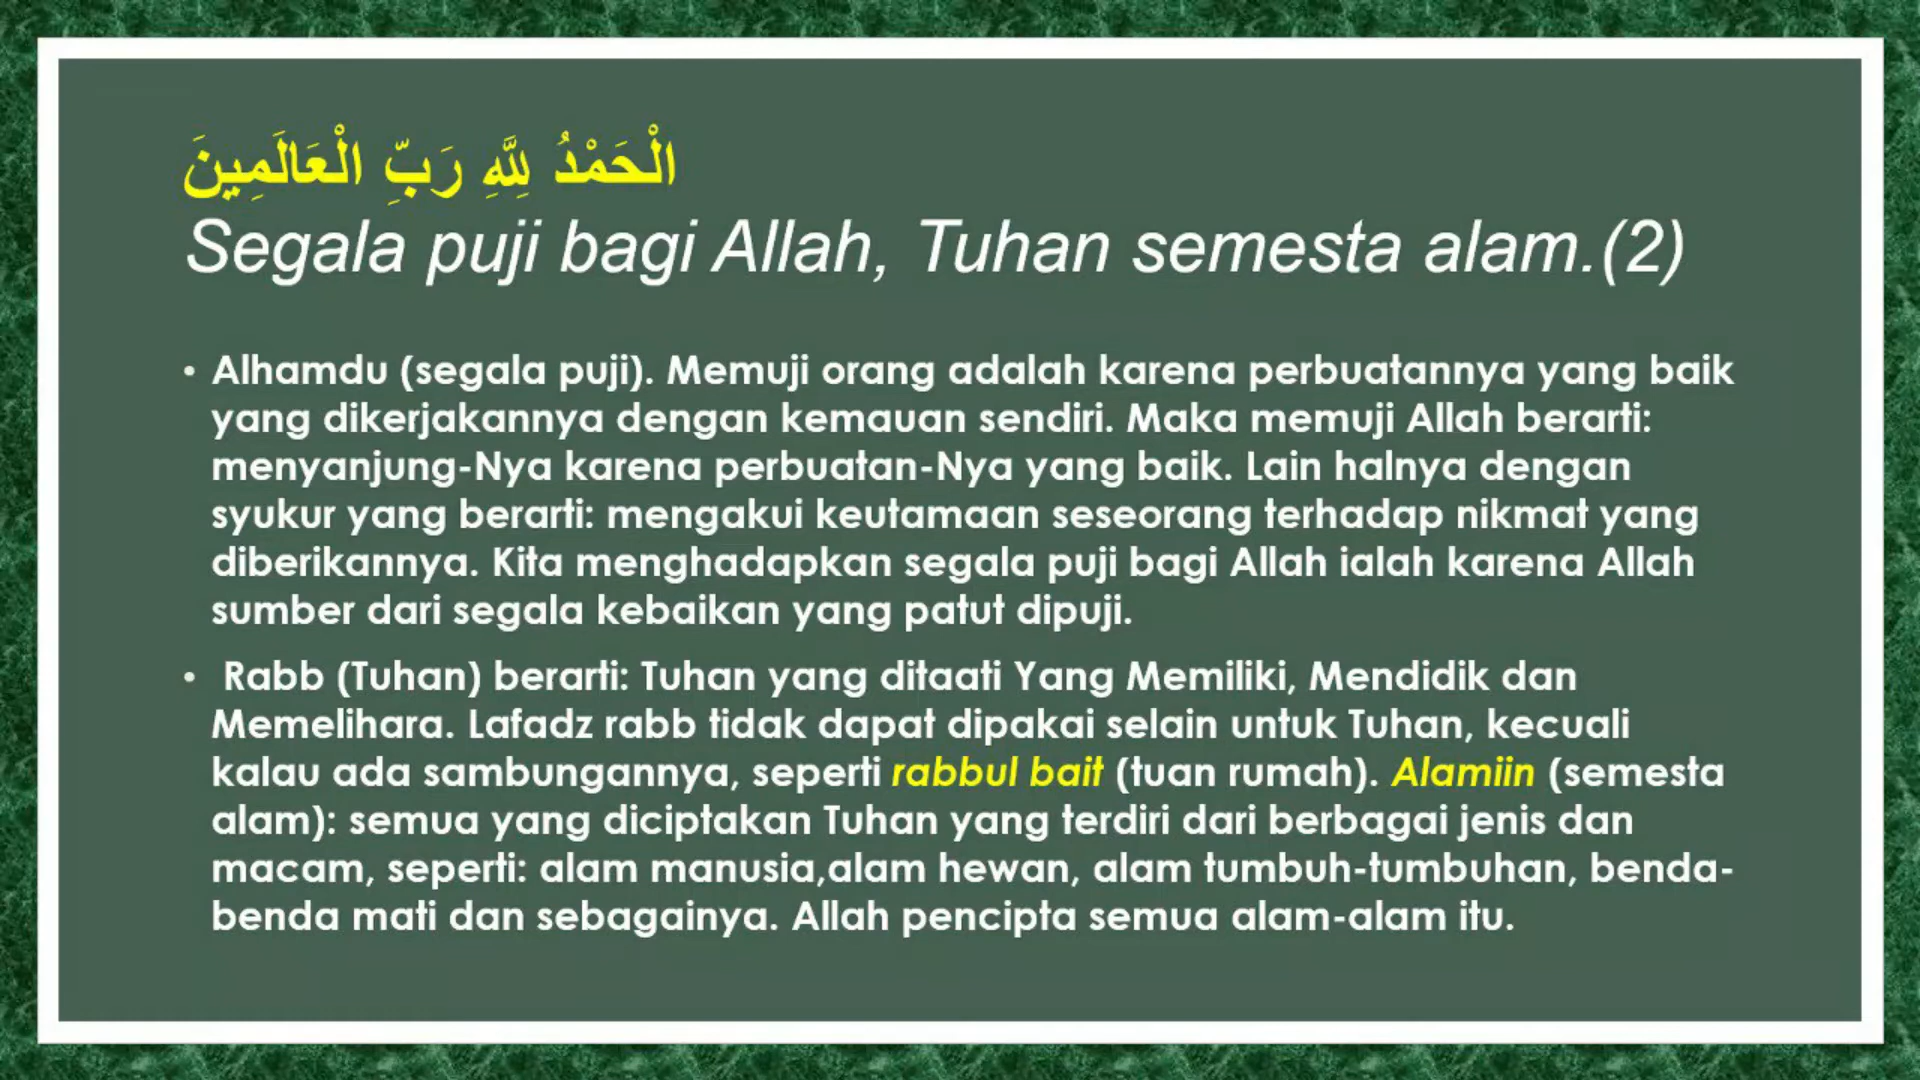 الْحَمْدُ لِلَّهِ رَبِّ الْعَالَمِينَ
Segala puji bagi Allah, Tuhan semesta alam.(2)
• Alhamdu (segala puji). Memuji orang adalah karena perbuatannya yang baik
yang dikerjakannya dengan kemauan sendiri. Maka memuji Allah berarti:
menyanjung-Nya karena perbuatan-Nya yang baik. Lain halnya dengan
syukur yang berarti: mengakui keutamaan seseorang terhadap nikmat yang
diberikannya. Kita menghadapkan segala puji bagi Allah ialah karena Allah
sumber dari segala kebaikan yang patut dipuji.
• Rabb (Tuhan) berarti: Tuhan yang ditaati Yang Memiliki, Mendidik dan
Memelihara. Lafadz rabb tidak dapat dipakai selain untuk Tuhan, kecuali
kalau ada sambungannya, seperti rabbul bait (tuan rumah). Alamiin (semesta
alam): semua yang diciptakan Tuhan yang terdiri dari berbagai jenis dan
macam, seperti: alam manusia,alam hewan, alam tumbuh-tumbuhan, benda-
benda mati dan sebagainya. Allah pencipta semua alam-alam itu.